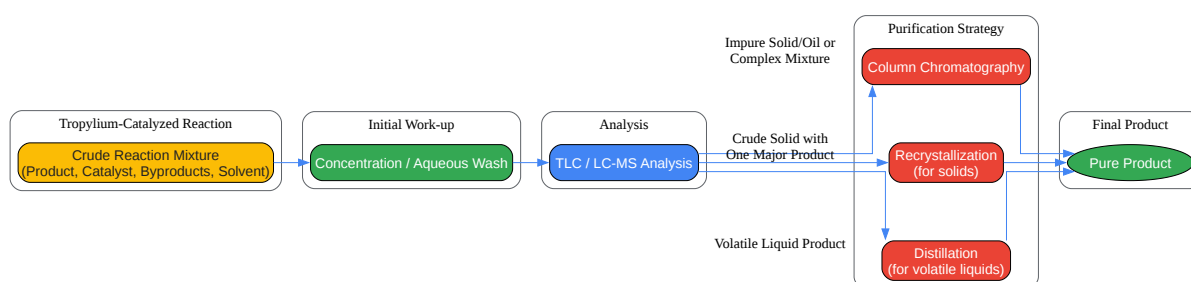 Tropylium-Catalyzed Reaction
Crude Reaction Mixture
(Product, Catalyst, Byproducts, Solvent)
Initial Work-up
Concentration / Aqueous Wash
Analysis
TLC / LC-MS Analysis
Impure Solid/Oil or
Complex Mixture
Crude Solid with
One Major Product
Volatile Liquid Product
Purification Strategy
Column Chromatography
Recrystallization
(for solids)
Distillation
(for volatile liquids)
Final Product
Pure Product